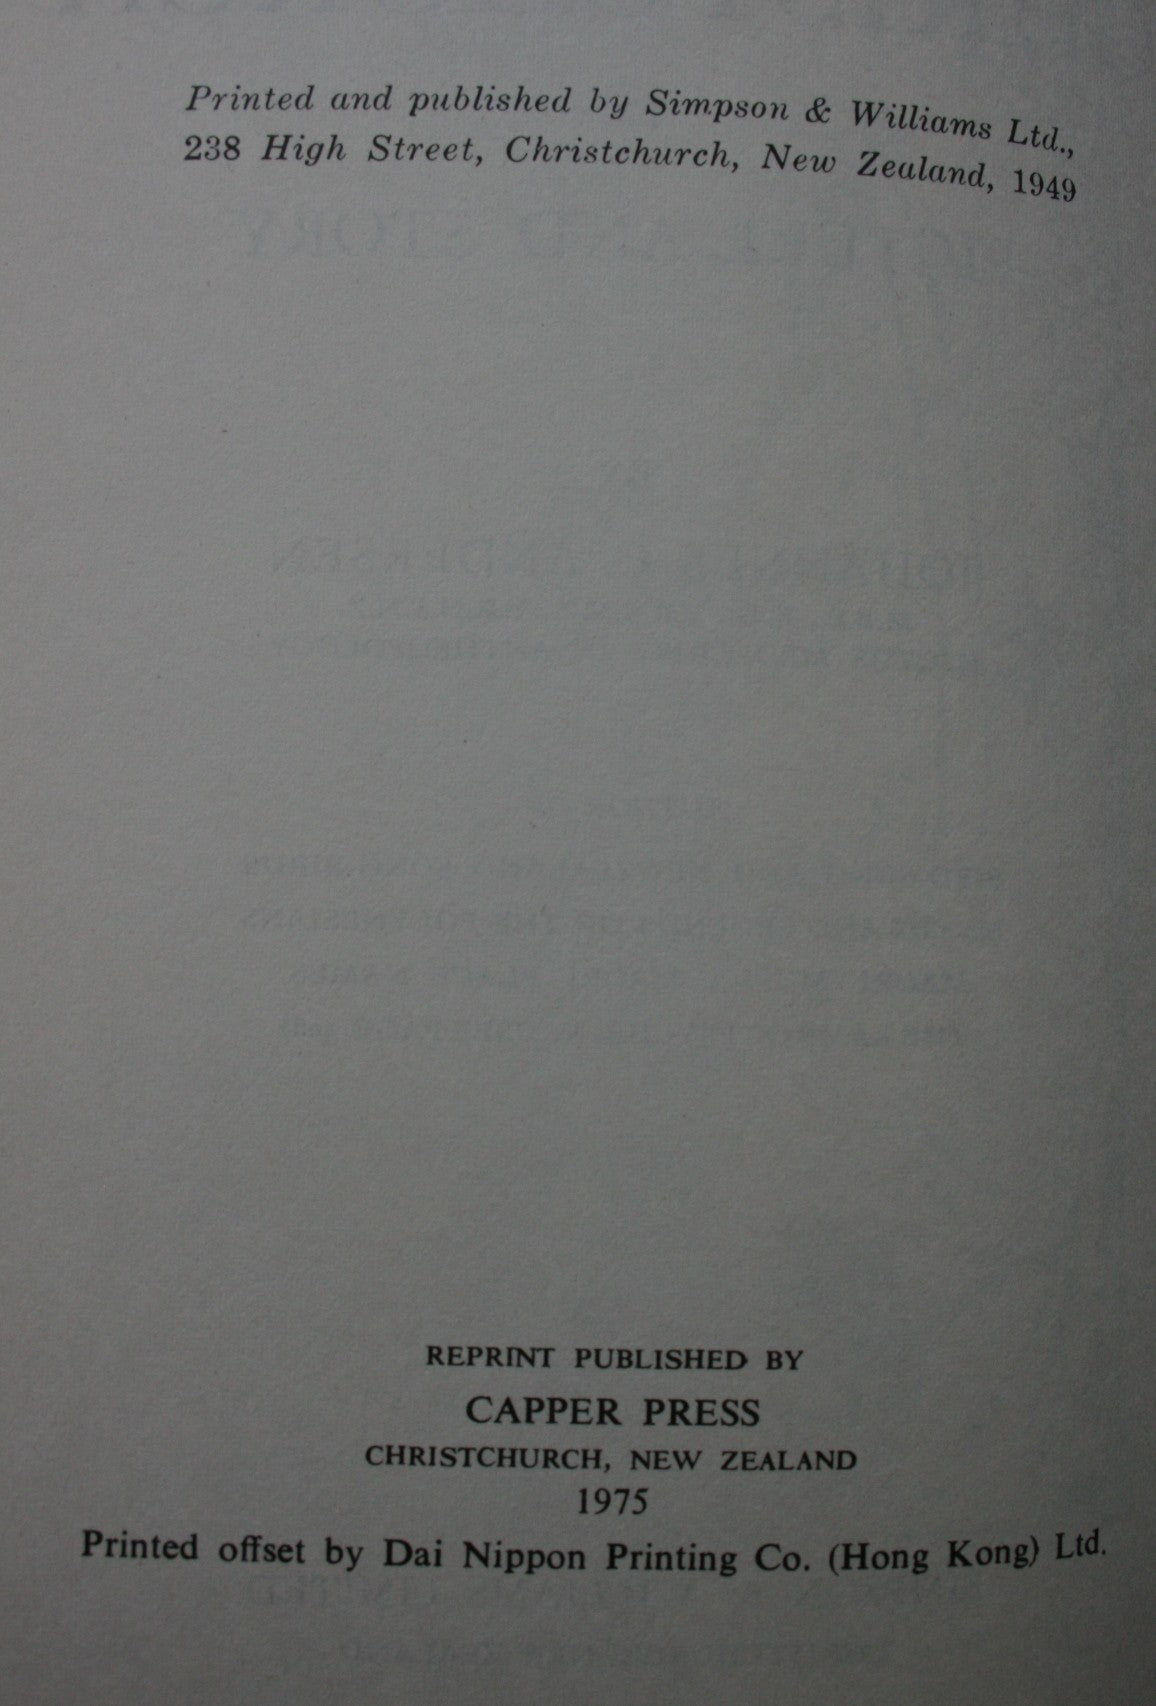 Printed and published by Simpson & Williams Ltd.,
238 High Street, Christchurch, New Zealand, 1949
REPRINT PUBLISHED BY
CAPPER PRESS
CHRISTCHURCH, NEW ZEALAND
1975
Printed offset by Dai Nippon Printing Co. (Hong Kong) Ltd.